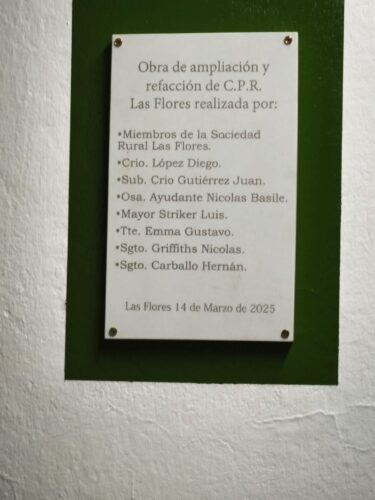 Obra de ampliación y
refacción de C.P.R.
Las Flores realizada por:
•Miembros de la Sociedad
Rural Las Flores.
•Crio. López Diego.
•Sub. Crio Gutiérrez Juan.
•Osa. Ayudante Nicolas Basile.
•Mayor Striker Luis.
•Tte. Emma Gustavo.
•Sgto. Griffiths Nicolas.
•Sgto. Carballo Hernán.
Las Flores 14 de Marzo de 2025